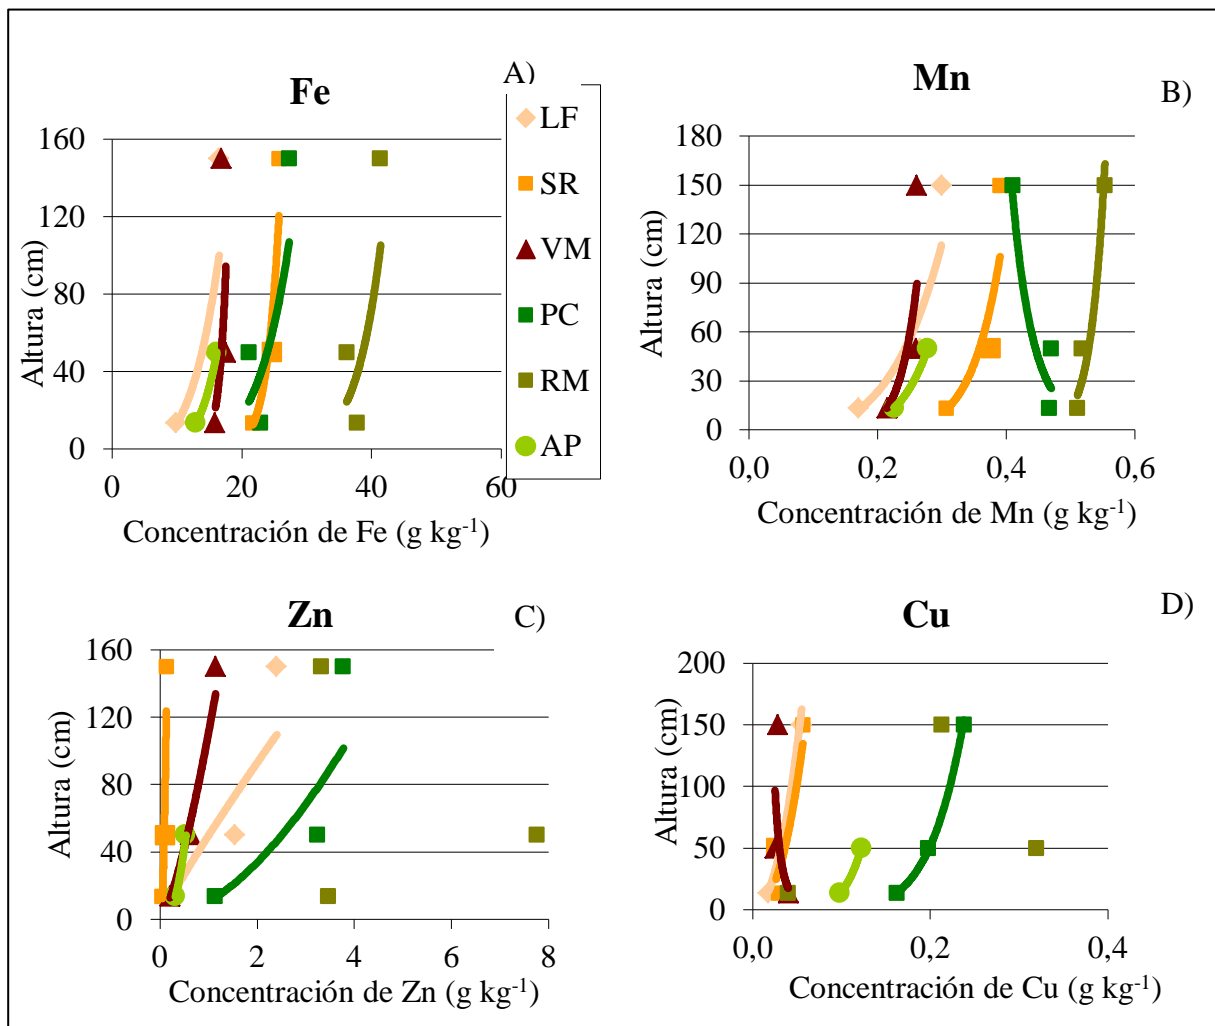 A)
Fe
LF
SR
VM
PC
RM
AP
160
120
80
40
0
Altura (cm)
0 20 40 60
Concentración de Fe (g kg-1)
B)
Mn
180
150
120
90
60
30
0
Altura (cm)
0,0 0,2 0,4 0,6
Concentración de Mn (g kg-1)
C)
Zn
160
120
80
40
0
Altura (cm)
0 2 4 6 8
Concentración de Zn (g kg-1)
D)
Cu
200
150
100
50
0
Altura (cm)
0,0 0,2 0,4
Concentración de Cu (g kg-1)